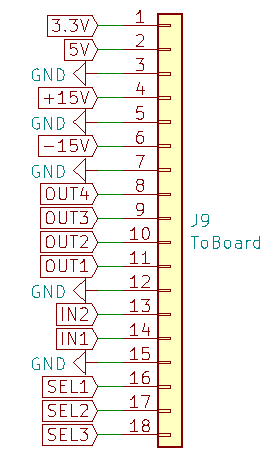 3.3V 1
5V 2
GND 3
+15V 4
GND 5
-15V 6
GND 7
OUT4 8
OUT3 9
OUT2 10
OUT1 11
GND 12
IN2 13
IN1 14
GND 15
SEL1 16
SEL2 17
SEL3 18
J9
ToBoard